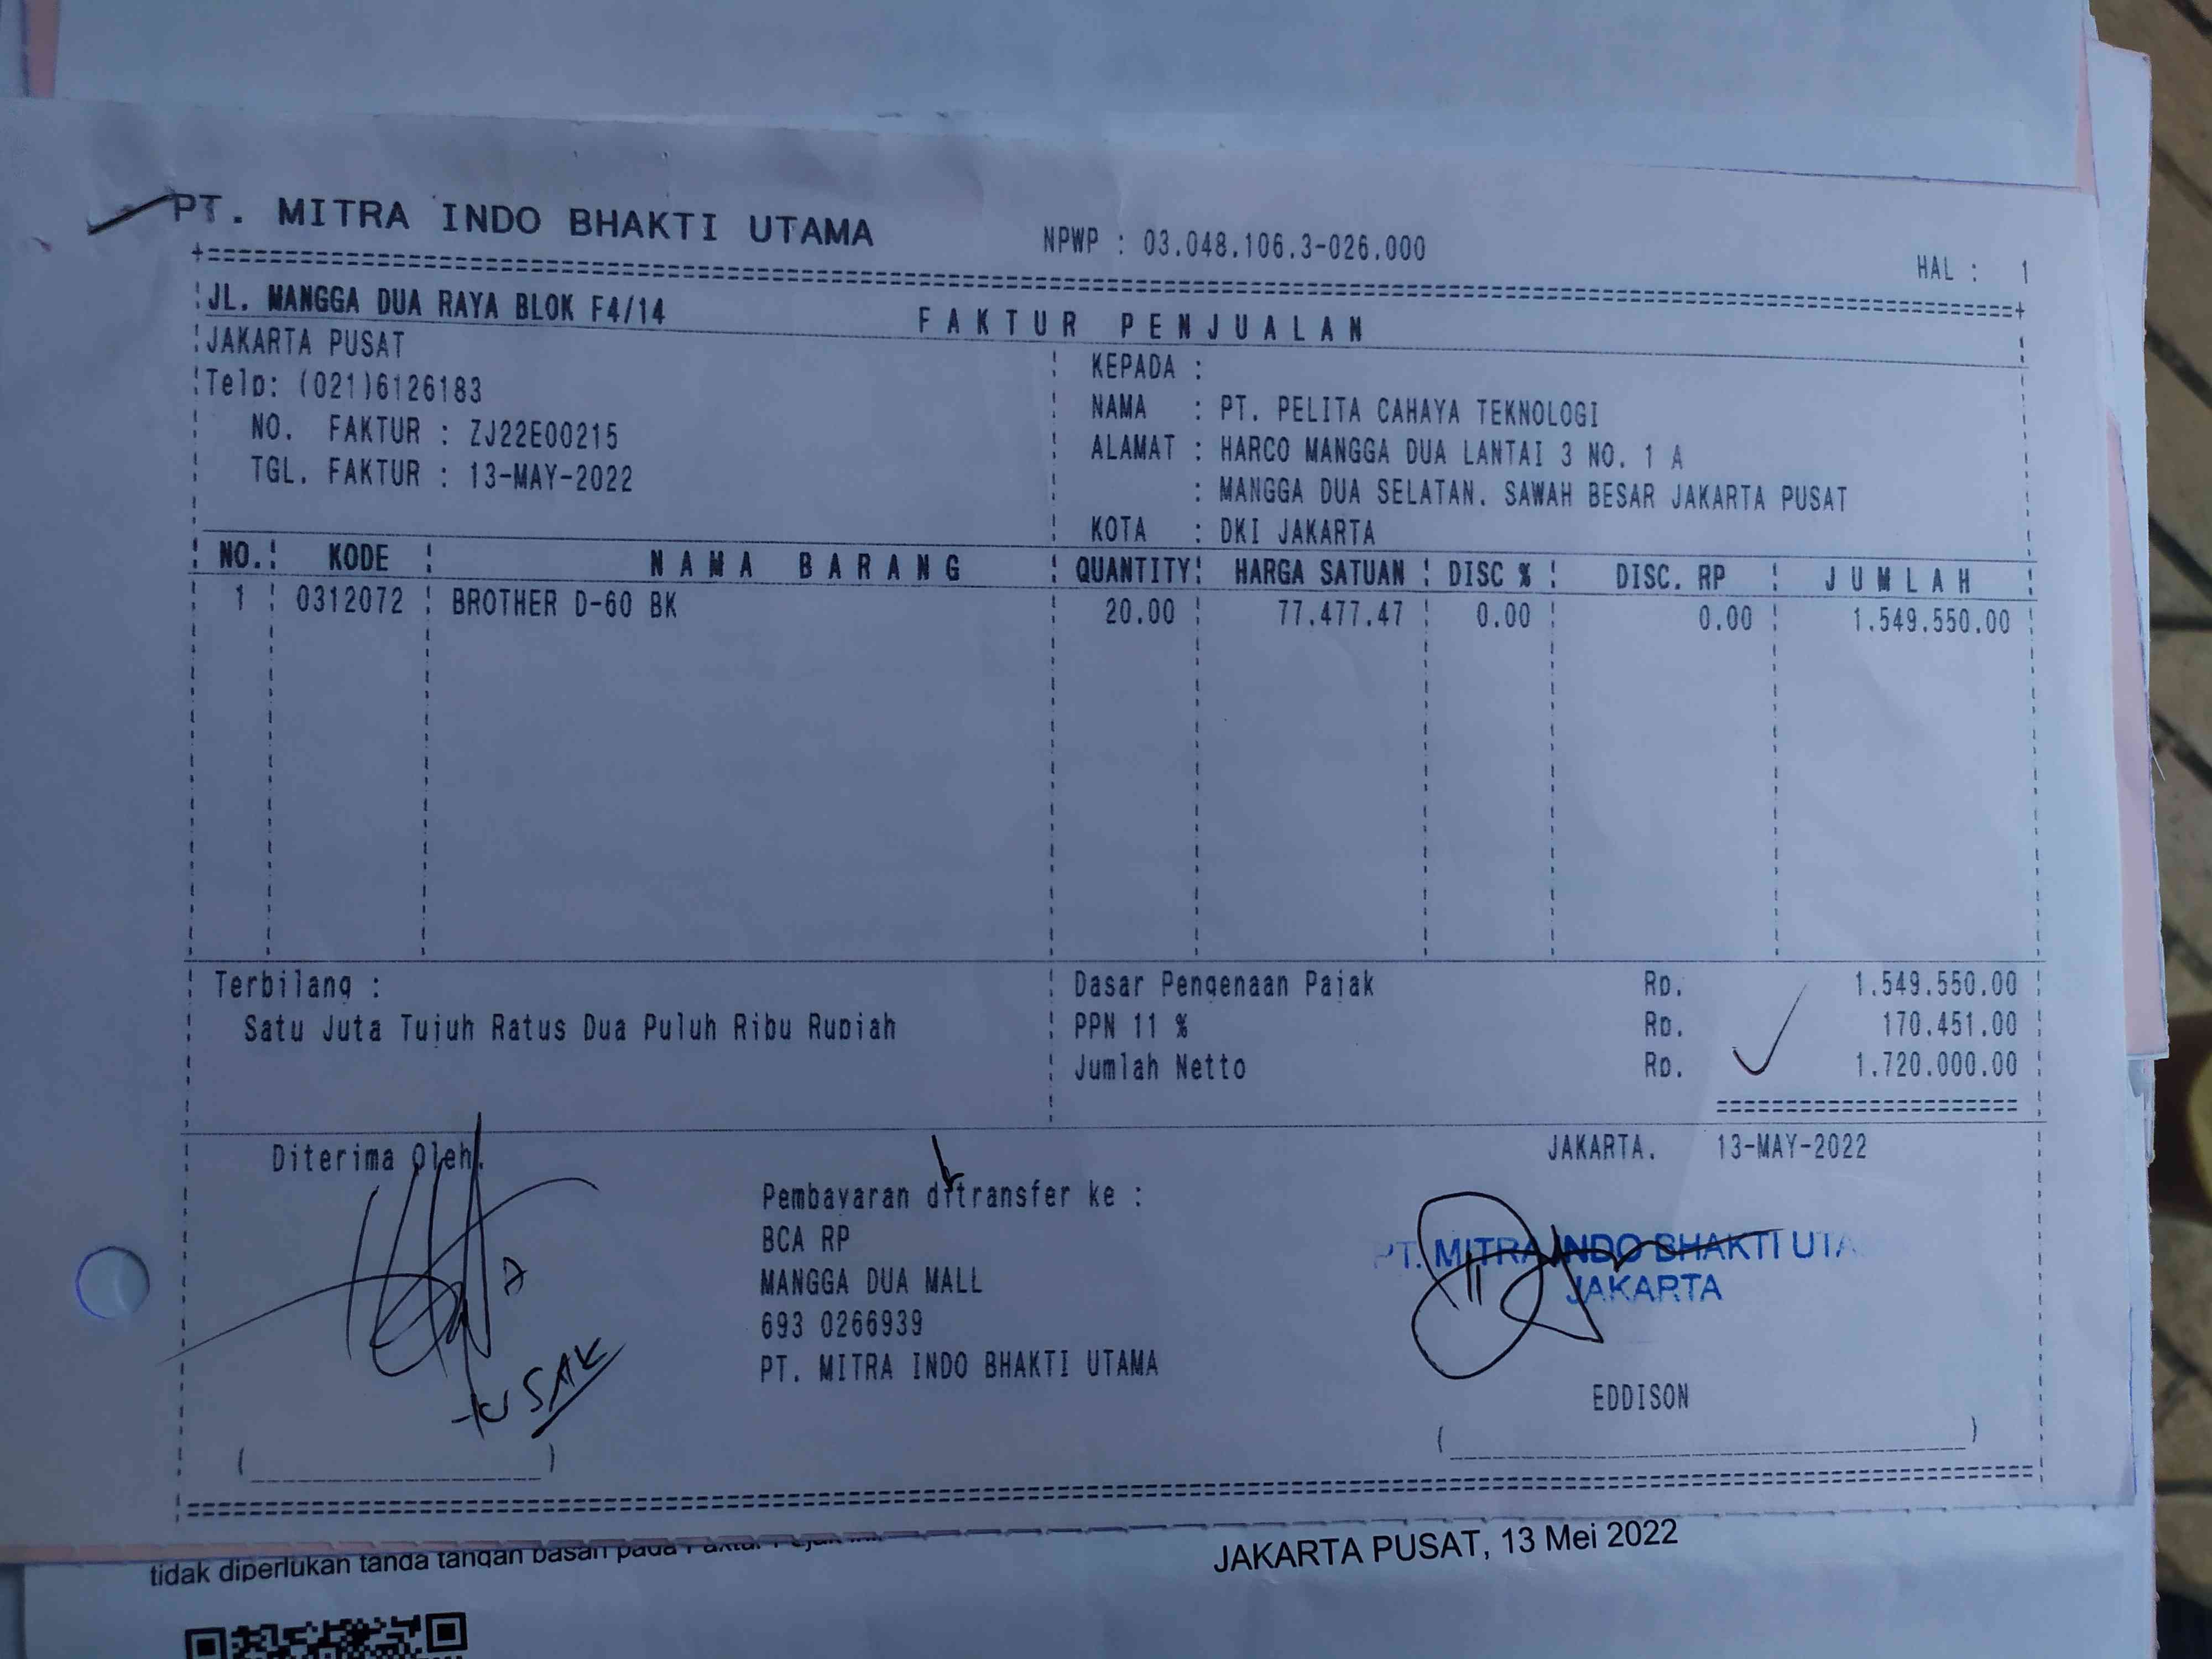 PT. MITRA INDO BHAKTI UTAMA
NPWP : 03.048.106.3-026.000
HAL : 1
JL. MANGGA DUA RAYA BLOK F4/14
FAKTUR PENJUALAN
JAKARTA PUSAT
Telp: (021)6126183
NO. FAKTUR : ZJ22E00215
TGL. FAKTUR : 13-MAY-2022
KEPADA :
NAMA : PT. PELITA CAHAYA TEKNOLOGI
ALAMAT : HARCO MANGGA DUA LANTAI 3 NO. 1 A
: MANGGA DUA SELATAN. SAWAH BESAR JAKARTA PUSAT
KOTA : DKI JAKARTA
NO. KODE NAMA BARANG QUANTITY HARGA SATUAN DISC % DISC. RP JUMLAH
1 0312072 BROTHER D-60 BK 20.00 77.477.47 0.00 0.00 1.549.550.00
Terbilang :
Satu Juta Tujuh Ratus Dua Puluh Ribu Rupiah
Dasar Pengenaan Pajak Rp. 1.549.550.00
PPN 11 % Rp. 170.451.00
Jumlah Netto Rp. 1.720.000.00
Diterima Oleh.
Pembayaran ditransfer ke :
BCA RP
MANGGA DUA MALL
693 0266939
PT. MITRA INDO BHAKTI UTAMA
JAKARTA. 13-MAY-2022
PT. MITRA INDO BHAKTI UTA
JAKARTA
EDDISON
tidak diperlukan tanda tangan basah pada
JAKARTA PUSAT, 13 Mei 2022